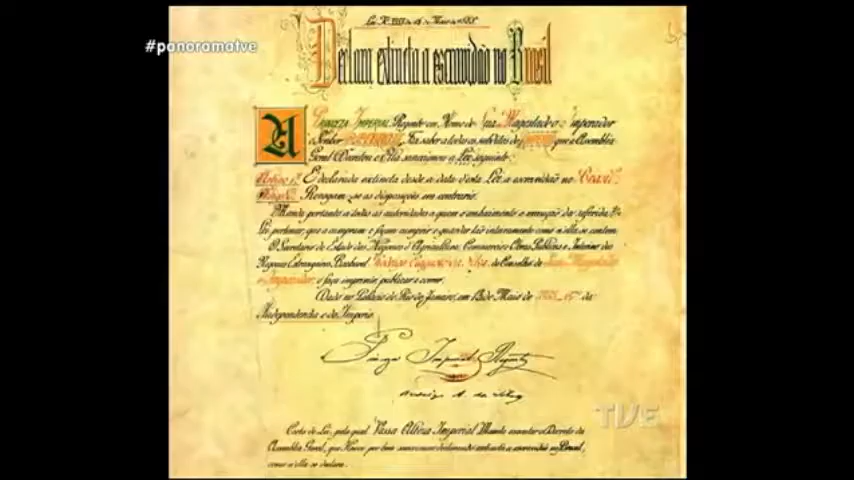 #panoramatve
Lei Nº 3353 de 13 de Maio de 1888.
Declara extincta a escravidão no Brasil
A PRINCEZA IMPERIAL Regente em Nome de Sua Magestade o Imperador
o Senhor D. PEDRO II, Faz saber a todos os subditos do que a Assembléa
Geral Decretou e Ella sanccionou a Lei seguinte:
Artigo 1º É declarada extincta desde a data d'esta Lei a escravidão no Brazil.
Artigo 2º Revogam-se as disposições em contrario.
Manda portanto a todas as autoridades a quem o conhecimento e execução da referida
Lei pertencer, que a cumpram e façam cumprir e guardar tão inteiramente como n'ella se contem.
O Secretario de Estado dos Negocios d'Agricultura, Commercio e Obras Publicas e Interino dos
Negocios Estrangeiros, Bacharel Rodrigo Augusto da Silva, do Conselho de Sua Magestade
o Imperador, o faça imprimir, publicar e correr.
Dado no Palacio do Rio de Janeiro, em 13 de Maio de 1888, 67º da
Independencia e do Imperio.
Princeza Imperial Regente
Rodrigo A. da Silva
TVE
Carta de Lei, pela qual Vossa Alteza Imperial Manda executar o Decreto da
Assembléa Geral, que Houve por bem sanccionar declarando extincta a escravidão no Brazil,
como n'ella se declara.